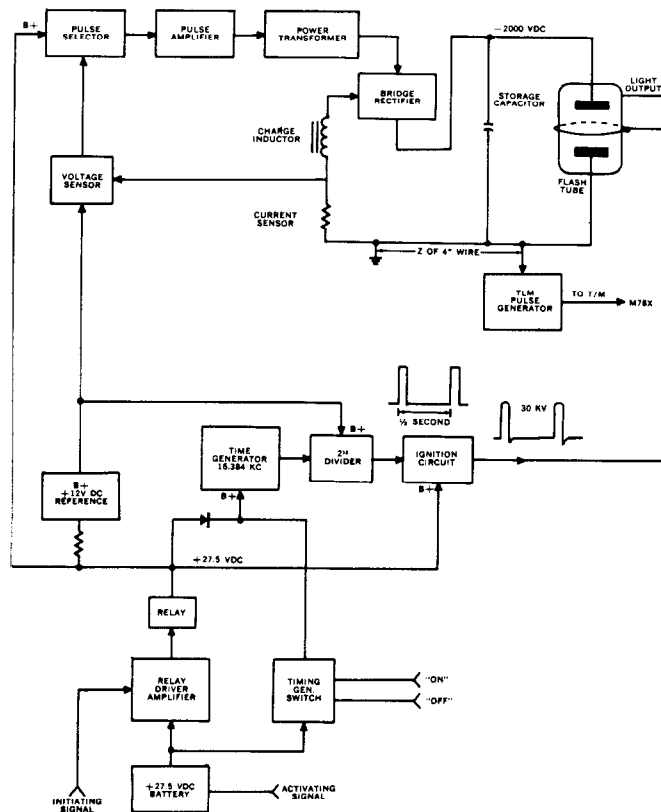 B+
PULSE
SELECTOR
PULSE
AMPLIFIER
POWER
TRANSFORMER
−2000 VDC
BRIDGE
RECTIFIER
STORAGE
CAPACITOR
LIGHT
OUTPUT
CHARGE
INDUCTOR
VOLTAGE
SENSOR
FLASH
TUBE
CURRENT
SENSOR
Z OF 4" WIRE
TLM
PULSE
GENERATOR
TO T/M
M78X
½ SECOND
30 KV
TIME
GENERATOR
16.384 KC
B+
B+
2ᴺ
DIVIDER
IGNITION
CIRCUIT
B+
B+
+12V DC
REFERENCE
+27.5 VDC
RELAY
RELAY
DRIVER
AMPLIFIER
TIMING
GEN.
SWITCH
"ON"
"OFF"
+27.5 VDC
BATTERY
INITIATING
SIGNAL
ACTIVATING
SIGNAL